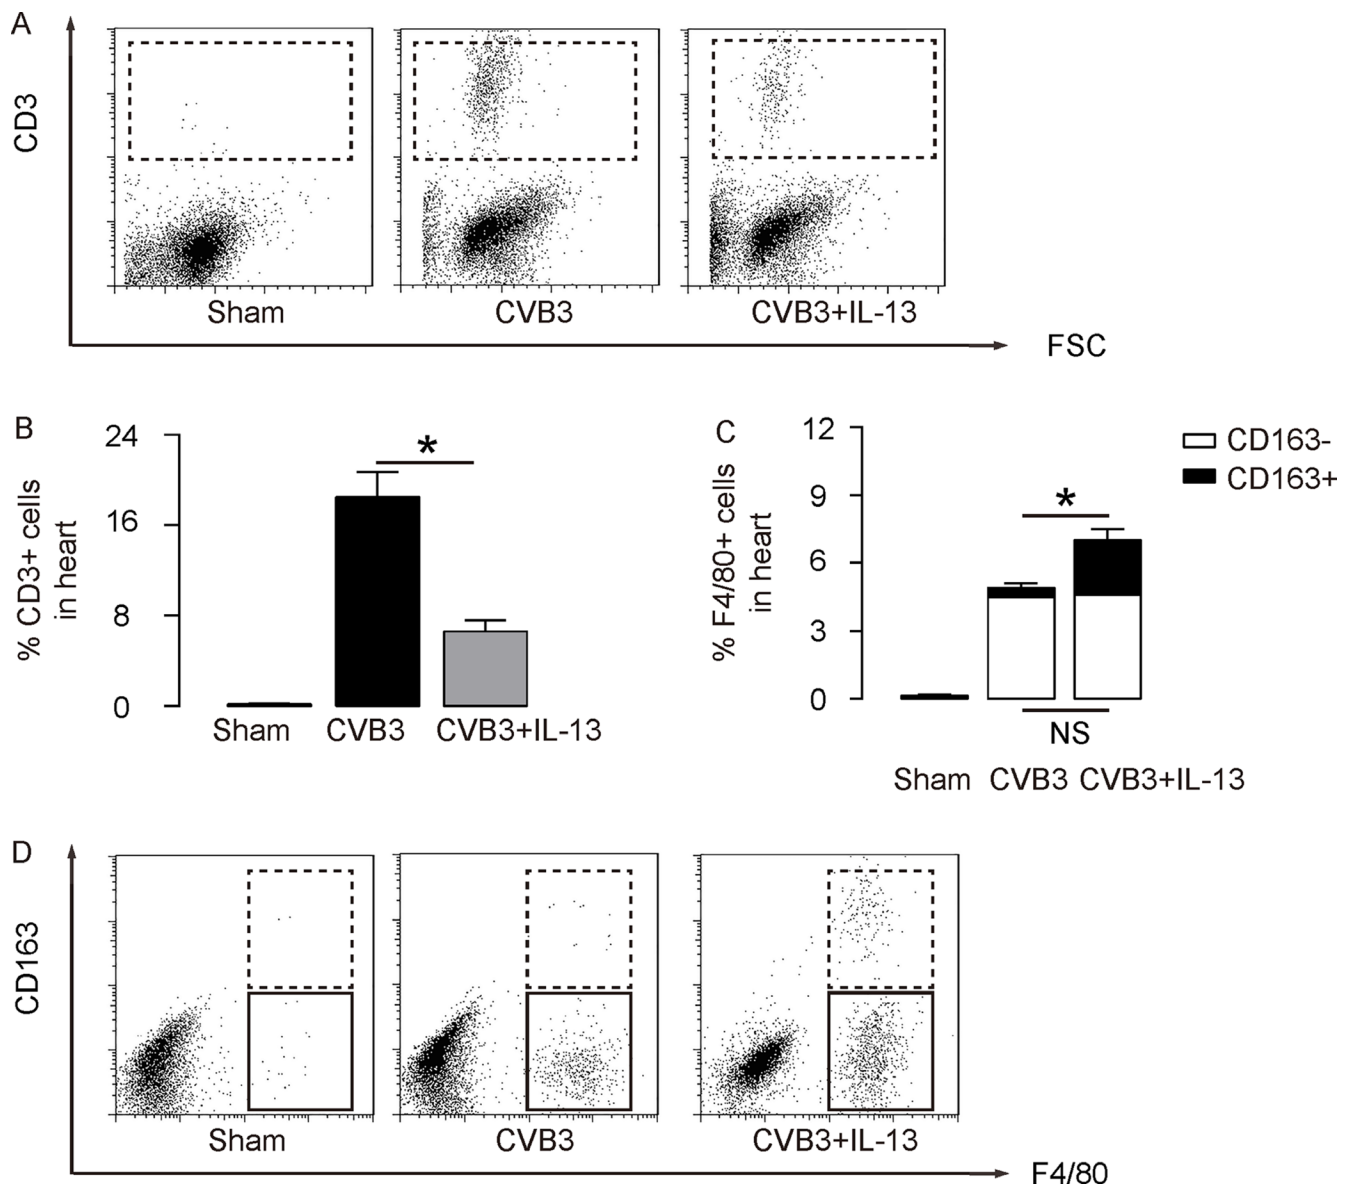 A
CD3
Sham
CVB3
CVB3+IL-13
FSC
B
% CD3+ cells
in heart
24
16
8
0
*
Sham
CVB3
CVB3+IL-13
C
% F4/80+ cells
in heart
12
9
6
3
0
*
CD163-
CD163+
NS
Sham
CVB3
CVB3+IL-13
D
CD163
Sham
CVB3
CVB3+IL-13
F4/80